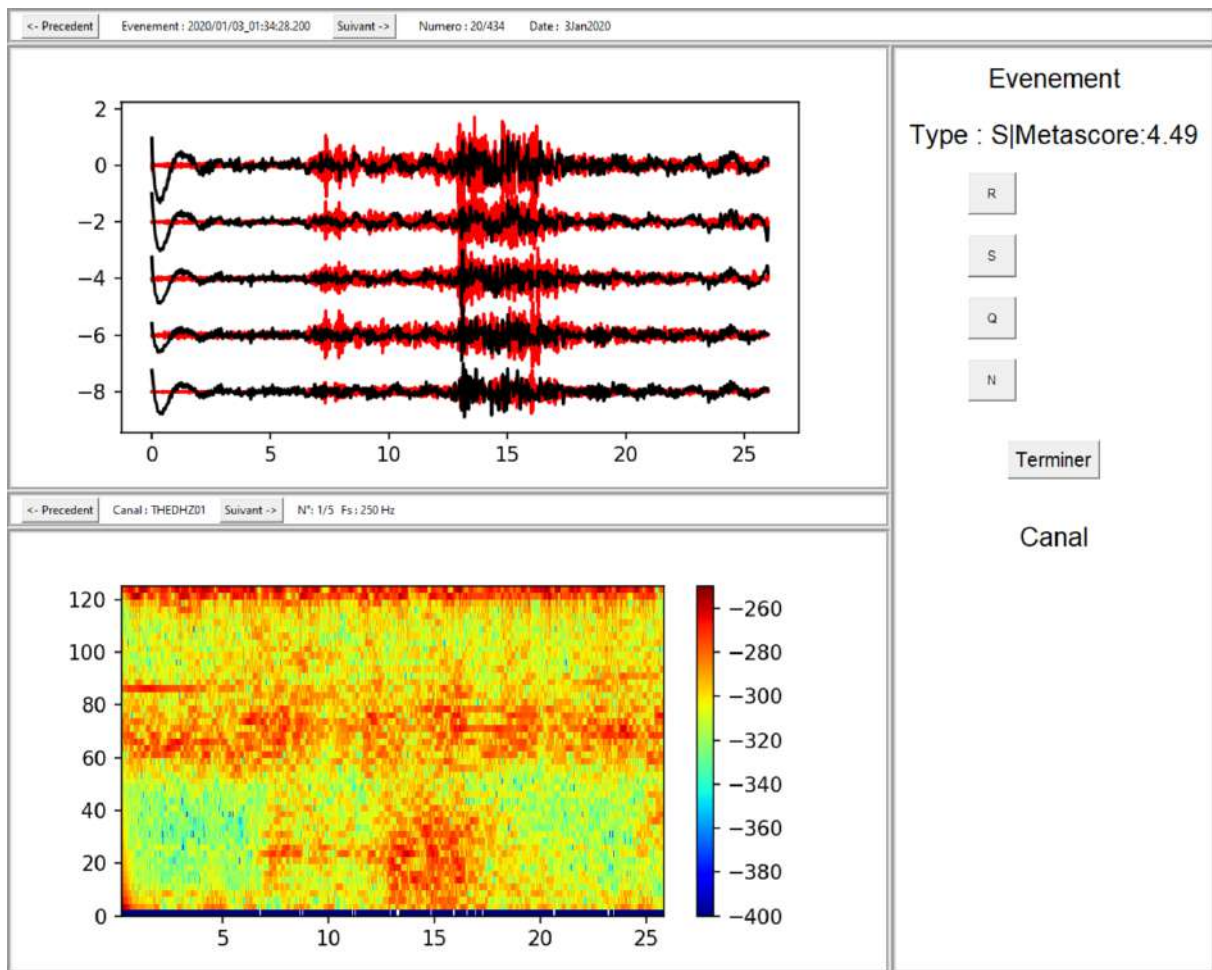 <- Precedent Evenement : 2020/01/03_01:34:28.200 Suivant -> Numero : 20/434 Date : 3Jan2020
2
0
−2
−4
−6
−8
0 5 10 15 20 25
Evenement
Type : S|Metascore:4.49
R
S
Q
N
Terminer
Canal
<- Precedent Canal : THEDHZ01 Suivant -> N°: 1/5 Fs : 250 Hz
120
100
80
60
40
20
0
5 10 15 20 25
−260
−280
−300
−320
−340
−360
−380
−400